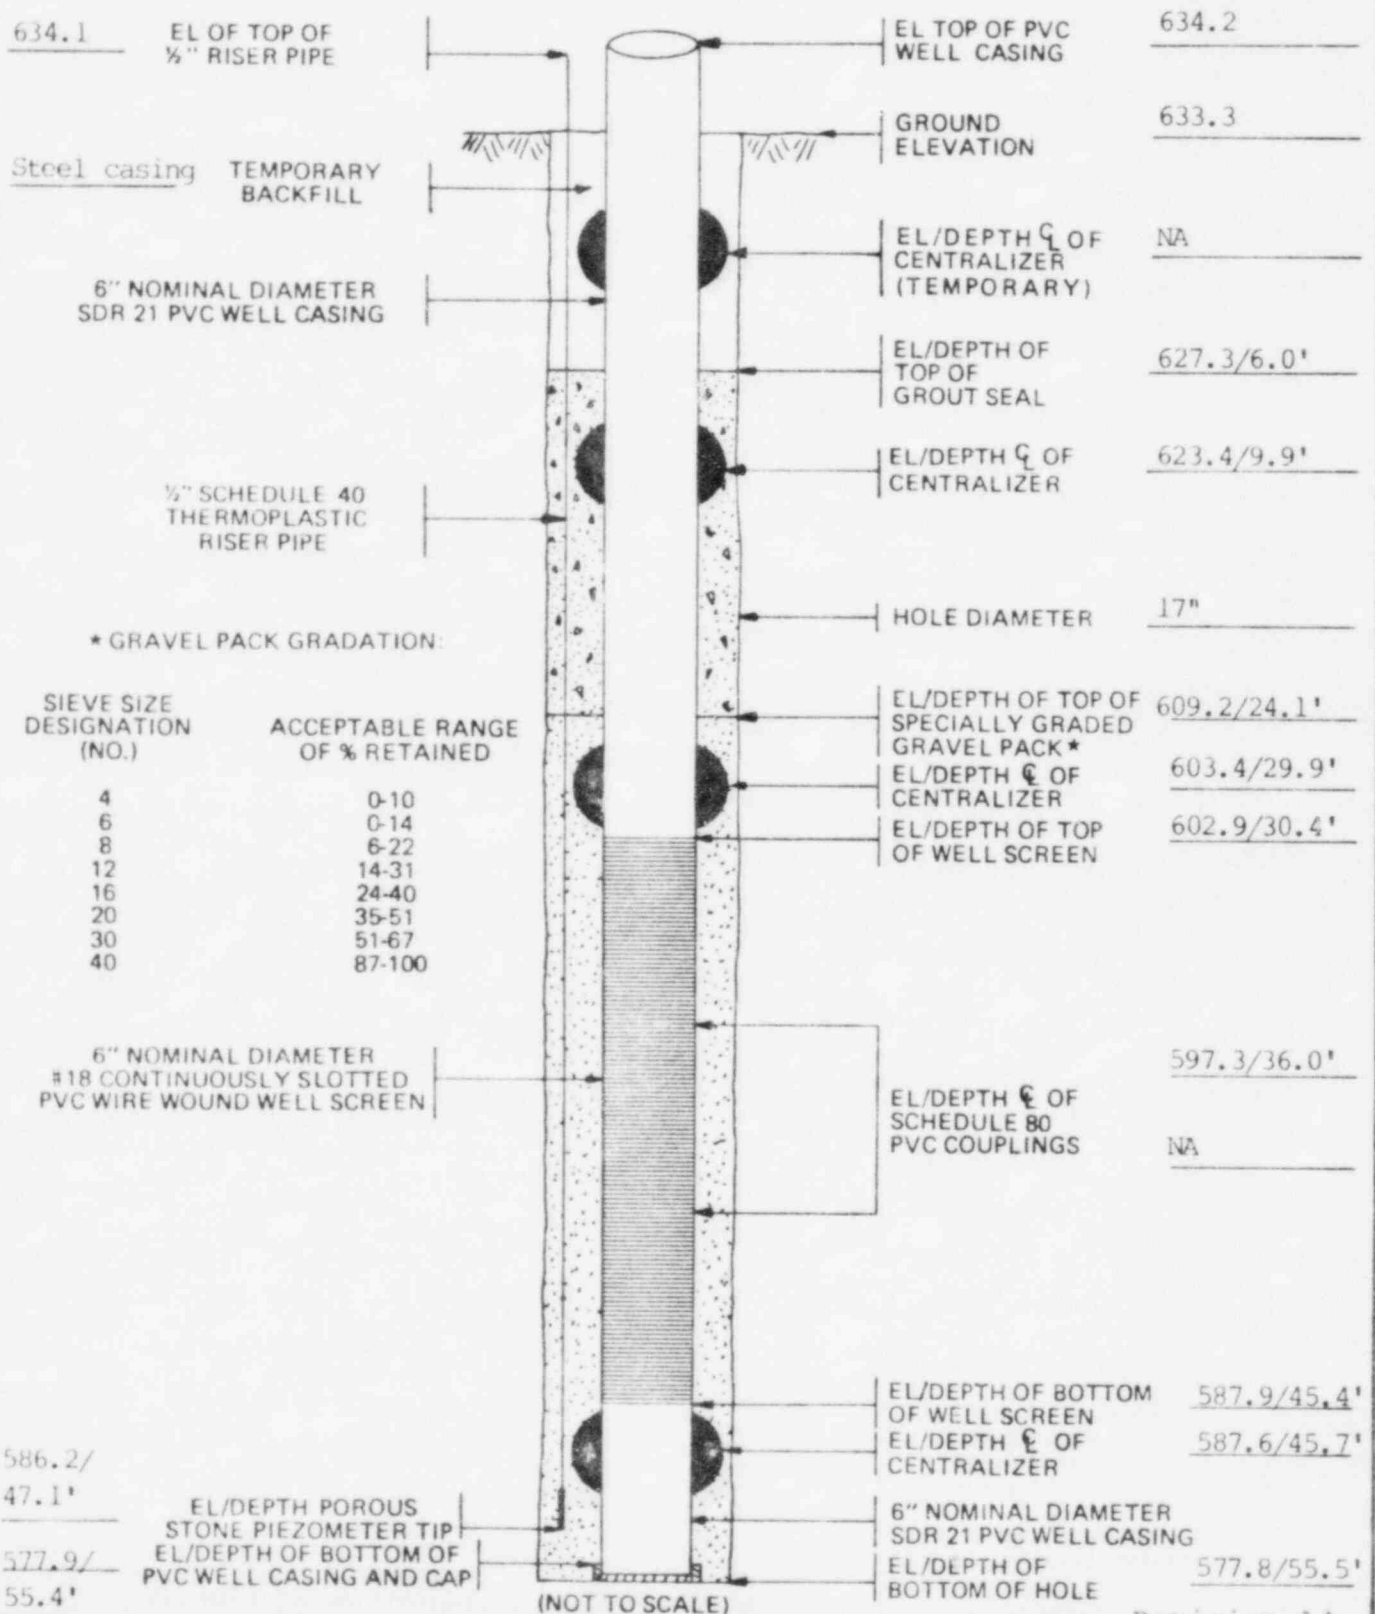 634.1
EL OF TOP OF
½" RISER PIPE
EL TOP OF PVC
WELL CASING
634.2
GROUND
ELEVATION
633.3
Steel casing
TEMPORARY
BACKFILL
EL/DEPTH ℄ OF
CENTRALIZER
(TEMPORARY)
NA
6" NOMINAL DIAMETER
SDR 21 PVC WELL CASING
EL/DEPTH OF
TOP OF
GROUT SEAL
627.3/6.0'
EL/DEPTH ℄ OF
CENTRALIZER
623.4/9.9'
½" SCHEDULE 40
THERMOPLASTIC
RISER PIPE
HOLE DIAMETER
17"
* GRAVEL PACK GRADATION:
SIEVE SIZE
DESIGNATION
(NO.)
ACCEPTABLE RANGE
OF % RETAINED
4 0-10
6 0-14
8 6-22
12 14-31
16 24-40
20 35-51
30 51-67
40 87-100
EL/DEPTH OF TOP OF
SPECIALLY GRADED
GRAVEL PACK *
609.2/24.1'
EL/DEPTH ℄ OF
CENTRALIZER
603.4/29.9'
EL/DEPTH OF TOP
OF WELL SCREEN
602.9/30.4'
6" NOMINAL DIAMETER
#18 CONTINUOUSLY SLOTTED
PVC WIRE WOUND WELL SCREEN
EL/DEPTH ℄ OF
SCHEDULE 80
PVC COUPLINGS
597.3/36.0'
NA
EL/DEPTH OF BOTTOM
OF WELL SCREEN
587.9/45.4'
EL/DEPTH ℄ OF
CENTRALIZER
587.6/45.7'
586.2/
47.1'
EL/DEPTH POROUS
STONE PIEZOMETER TIP
6" NOMINAL DIAMETER
SDR 21 PVC WELL CASING
577.9/
55.4'
EL/DEPTH OF BOTTOM OF
PVC WELL CASING AND CAP
EL/DEPTH OF
BOTTOM OF HOLE
577.8/55.5'
(NOT TO SCALE)